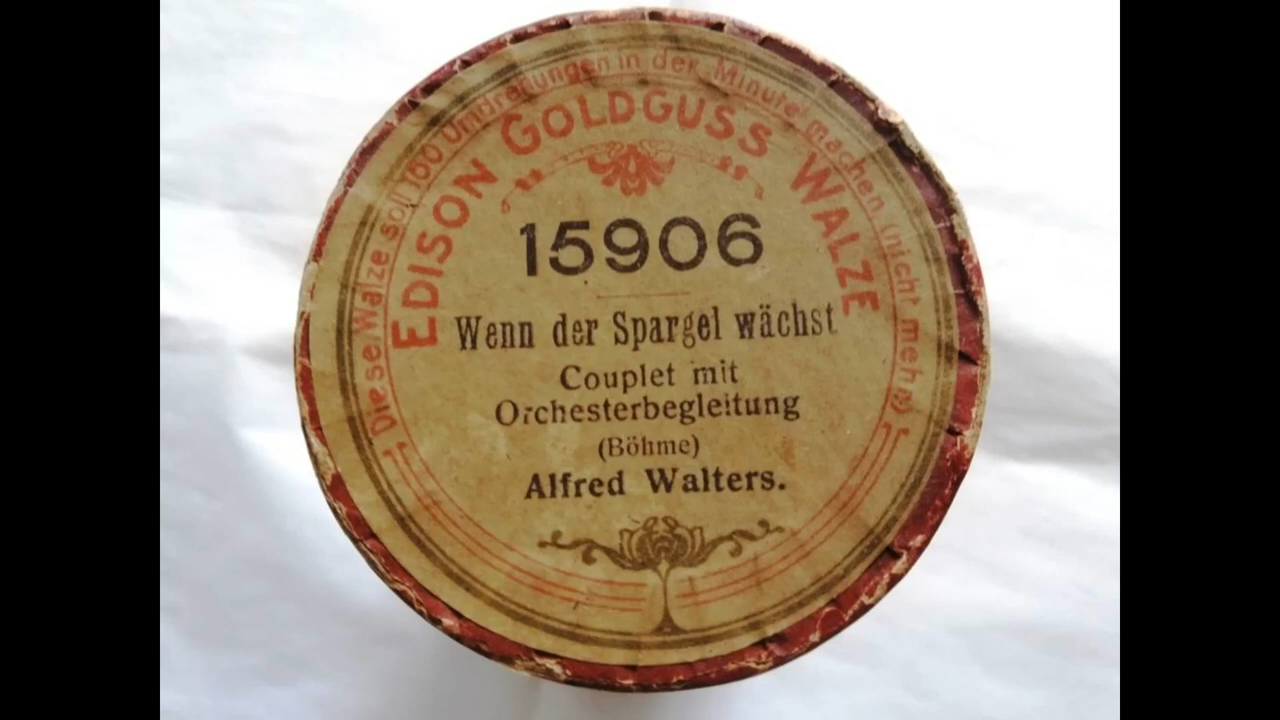 Diese Walze soll 160 Umdrehungen in der Minute machen (nicht mehr)
EDISON GOLDGUSS WALZE
15906
Wenn der Spargel wächst
Couplet mit
Orchesterbegleitung
(Böhme)
Alfred Walters.